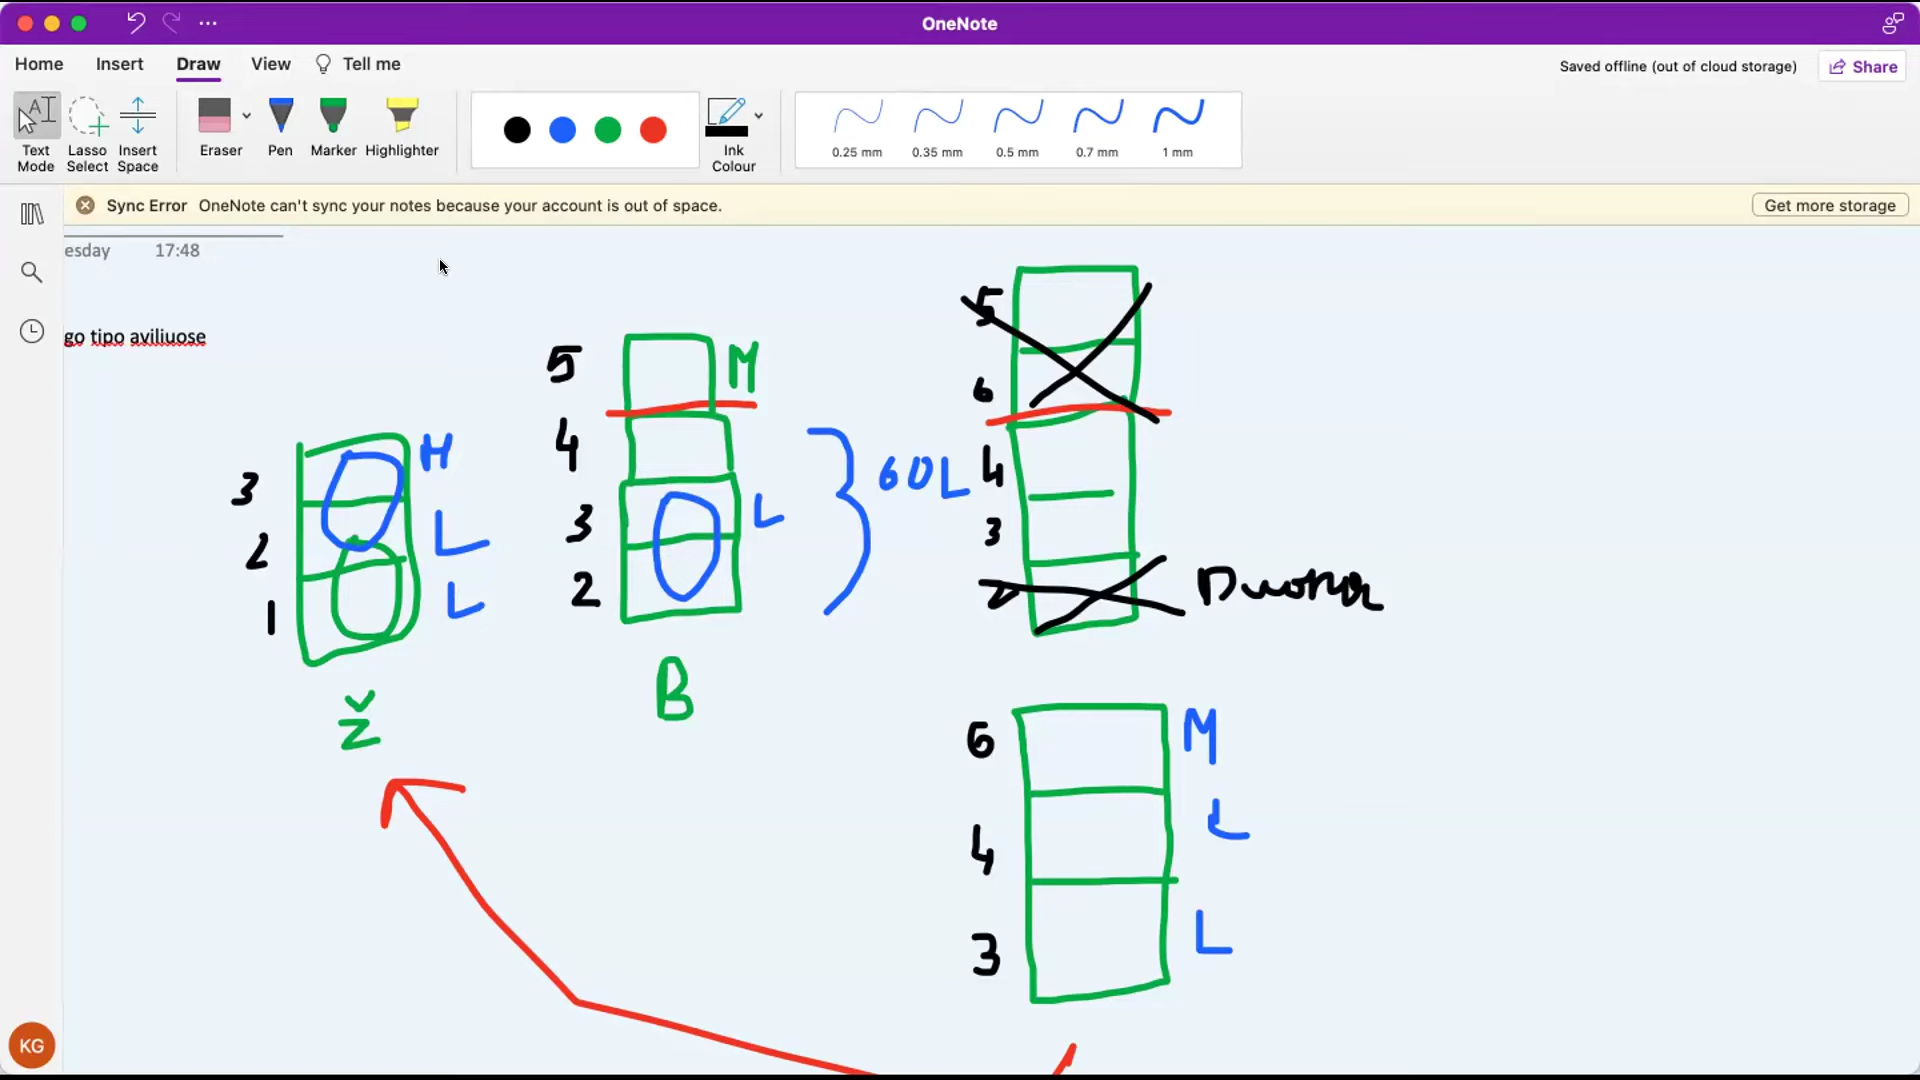 OneNote
Home Insert Draw View Tell me
Saved offline (out of cloud storage) Share
Text Mode
Lasso Select
Insert Space
Eraser
Pen
Marker
Highlighter
Ink Colour
0.25 mm
0.35 mm
0.5 mm
0.7 mm
1 mm
Sync Error OneNote can't sync your notes because your account is out of space. Get more storage
esday 17:48
go tipo aviliuose
3 M
2 L
1 L
Ž
5 M
4
3 L
2
B
60L
5
6
4
3
2
6 M
4 L
3 L
KG